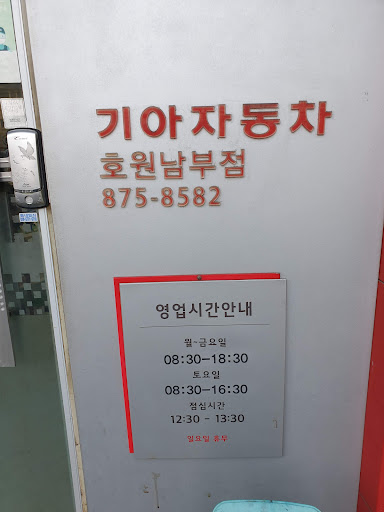 기아자동차
호원남부점
875-8582
영업시간안내
월-금요일
08:30-18:30
토요일
08:30-16:30
점심시간
12:30 - 13:30
일요일 휴무